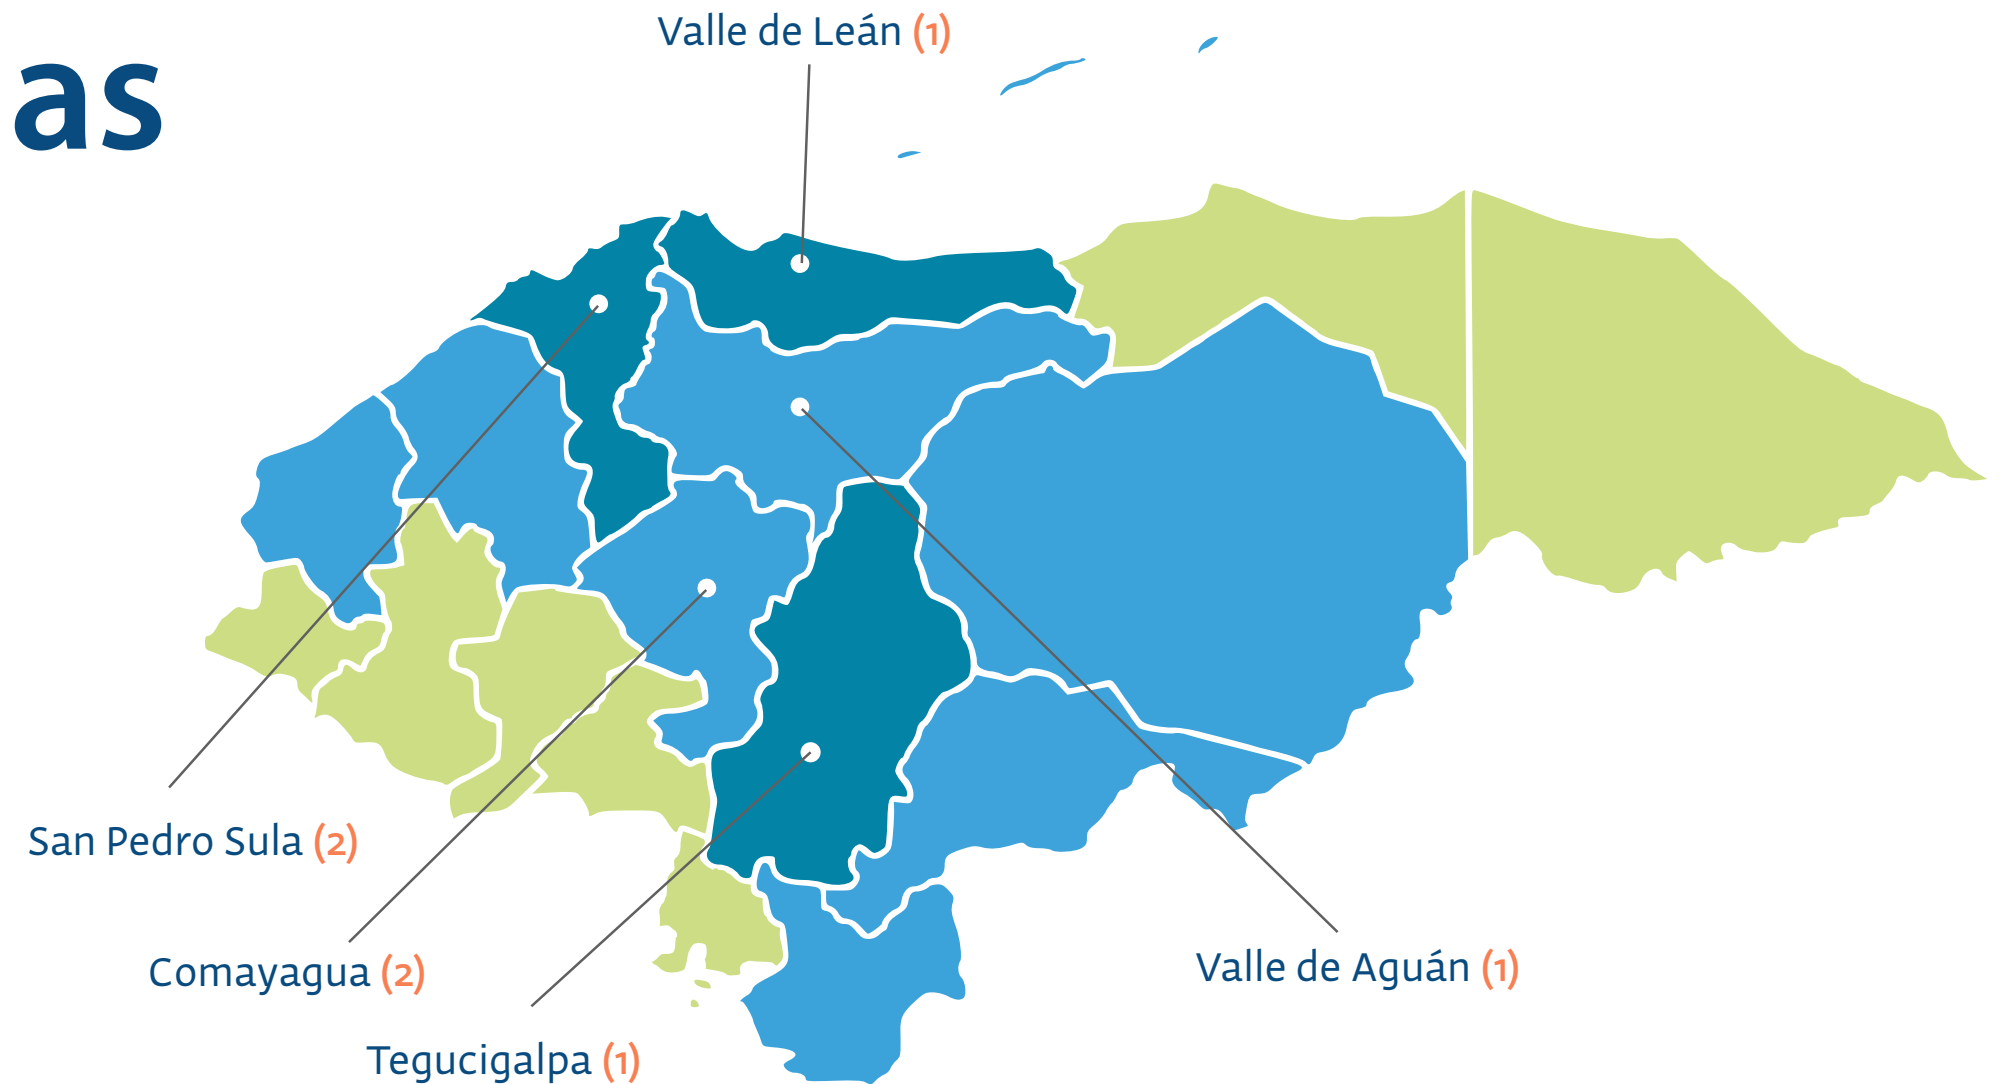 Valle de Leán (1)
as
San Pedro Sula (2)
Comayagua (2)
Valle de Aguán (1)
Tegucigalpa (1)